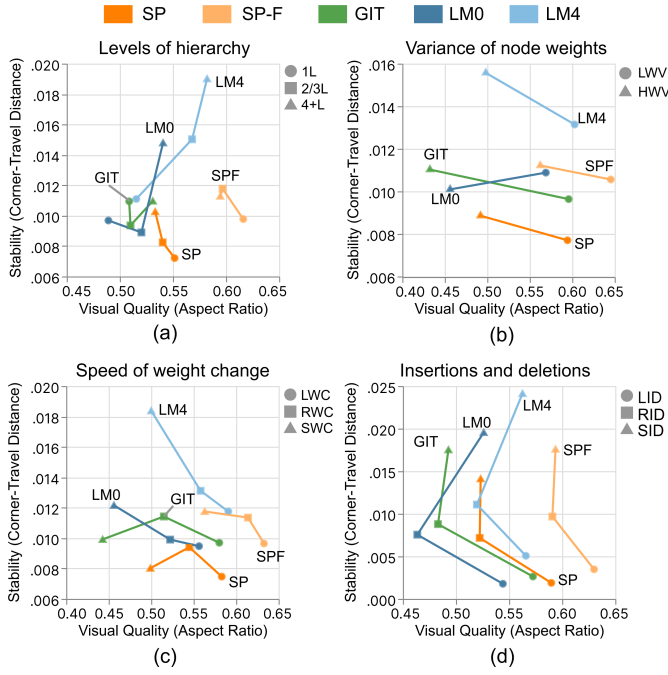 SP SP-F GIT LM0 LM4
Levels of hierarchy
.020
.018
.016
.014
.012
.010
.008
.006
0.45 0.50 0.55 0.60 0.65
Stability (Corner-Travel Distance)
Visual Quality (Aspect Ratio)
1L
2/3L
4+L
LM4
LM0
GIT
SPF
SP
(a)
Variance of node weights
.016
.014
.012
.010
.008
.006
0.40 0.45 0.50 0.55 0.60 0.65
Stability (Corner-Travel Distance)
Visual Quality (Aspect Ratio)
LWV
HWV
LM4
GIT
SPF
LM0
SP
(b)
Speed of weight change
.020
.018
.016
.014
.012
.010
.008
.006
0.40 0.45 0.50 0.55 0.60 0.65
Stability (Corner-Travel Distance)
Visual Quality (Aspect Ratio)
LWC
RWC
SWC
LM4
LM0
GIT
SPF
SP
(c)
Insertions and deletions
.025
.020
.015
.010
.005
.000
0.45 0.50 0.55 0.60 0.65
Stability (Corner-Travel Distance)
Visual Quality (Aspect Ratio)
LID
RID
SID
LM4
LM0
GIT
SPF
SP
(d)